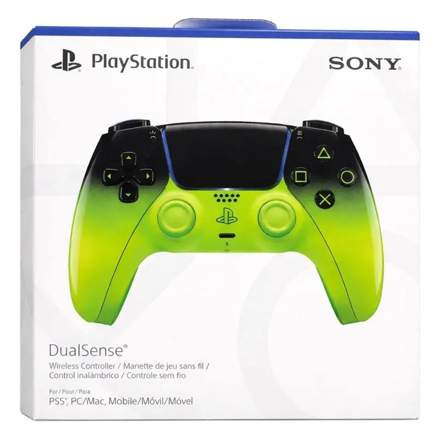 PlayStation.
SONY
DualSense®
Wireless Controller / Manette de jeu sans fil /
Control inalámbrico / Controle sem fio
For / Pour / Para
PS5®, PC/Mac, Mobile/Móvil/Móvel